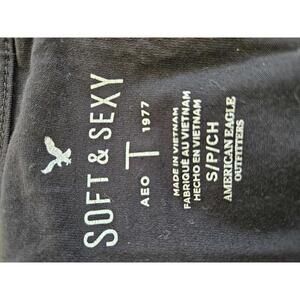 SOFT & SEXY
AEO T 1977
MADE IN VIETNAM
FABRIQUÉ AU VIETNAM
HECHO EN VIETNAM
S/P/CH
AMERICAN EAGLE
OUTFITTERS